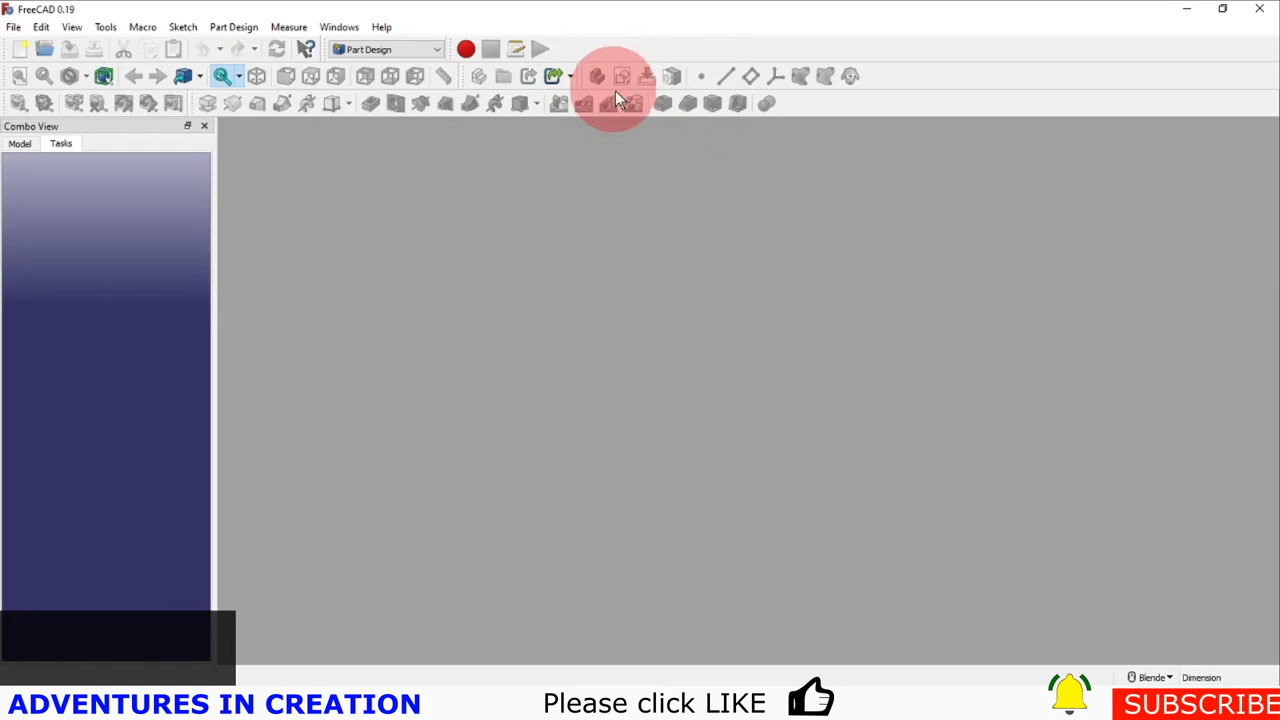 FreeCAD 0.19
File Edit View Tools Macro Sketch Part Design Measure Windows Help
Part Design
Combo View
Model Tasks
Blende Dimension
ADVENTURES IN CREATION Please click LIKE SUBSCRIBE